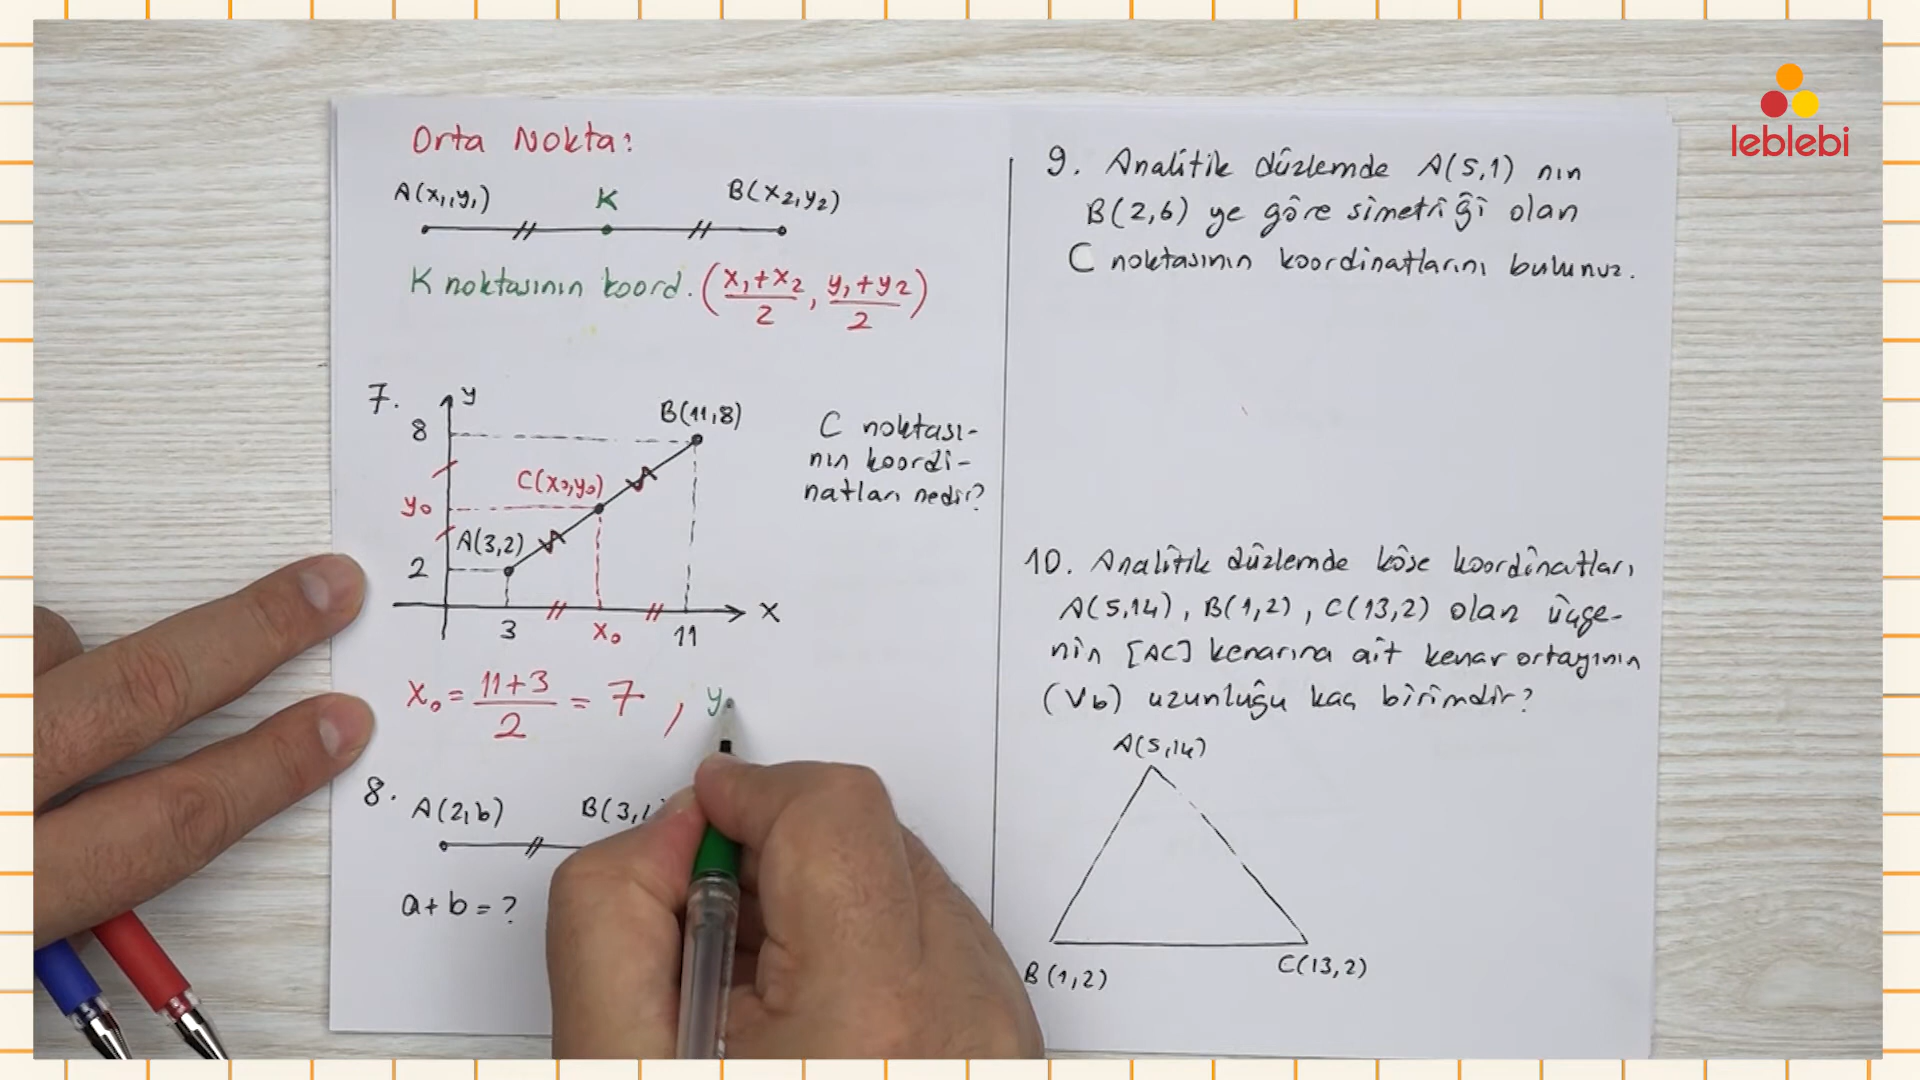 Orta Nokta:
A(x₁,y₁) K B(x₂,y₂)
K noktasının koord. (x₁+x₂/2, y₁+y₂/2)
7.
y
8
B(11,8)
C(x₀,y₀)
y₀
A(3,2)
2
3 x₀ 11
x
C noktası-
nın koordi-
natları nedir?
x₀ = 11+3/2 = 7 , y₀
8. A(2,b) B(3,
a+b=?
9. Analitik düzlemde A(5,1) nın
B(2,6) ye göre simetriği olan
C noktasının koordinatlarını bulunuz.
10. Analitik düzlemde köşe koordinatları
A(5,14), B(1,2), C(13,2) olan üçge-
nin [AC] kenarına ait kenarortayının
(Vb) uzunluğu kaç birimdir?
A(5,14)
B(1,2)
C(13,2)
leblebi